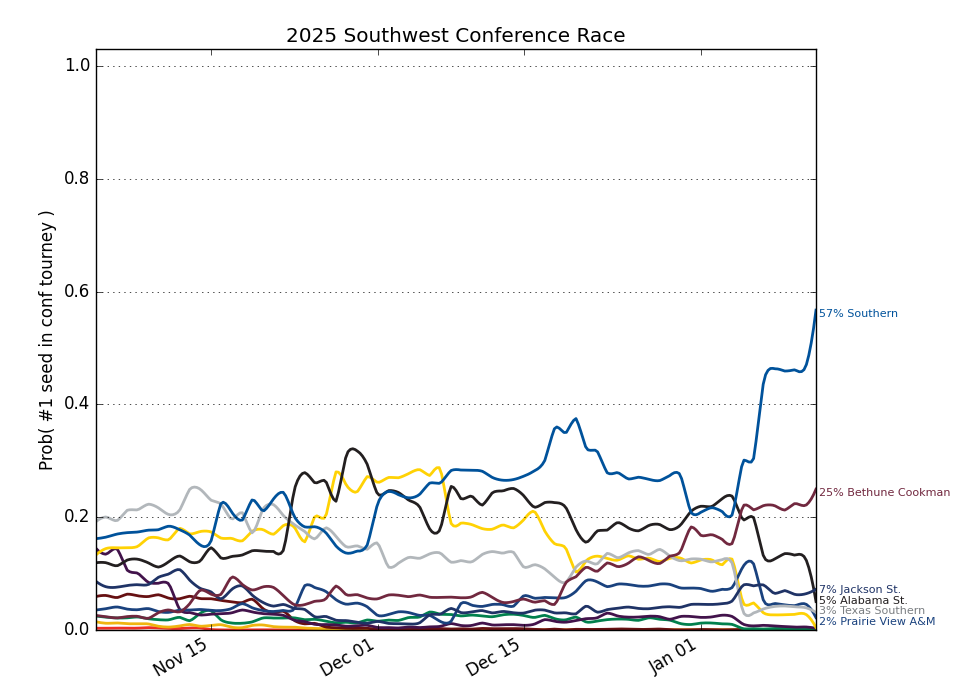 2025 Southwest Conference Race
Prob( #1 seed in conf tourney )
1.0
0.8
0.6
0.4
0.2
0.0
Nov 15
Dec 01
Dec 15
Jan 01
57% Southern
25% Bethune Cookman
7% Jackson St.
5% Alabama St.
3% Texas Southern
2% Prairie View A&M